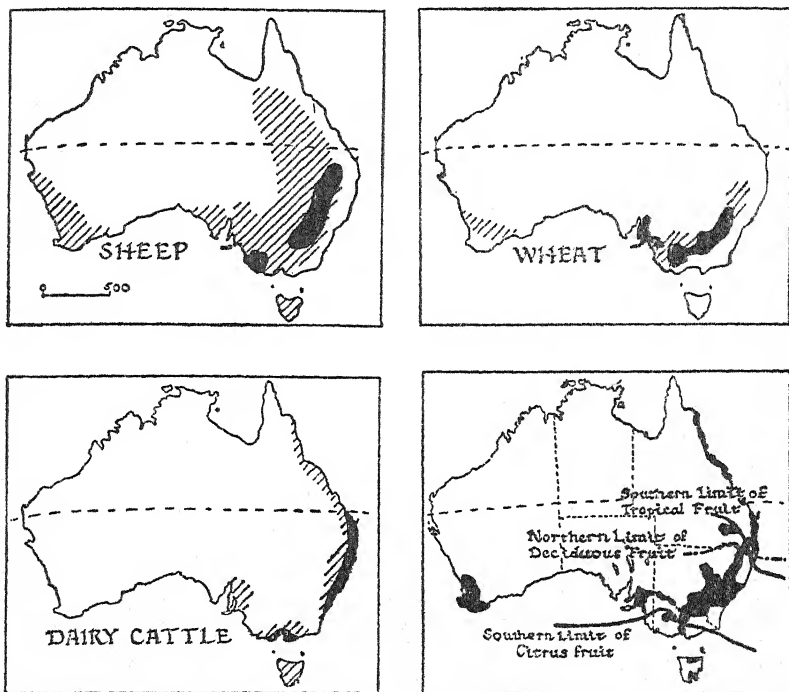 SHEEP
0 500
WHEAT
DAIRY CATTLE
Southern Limit of
Tropical Fruit
Northern Limit of
Deciduous Fruit
Southern Limit of
Citrus fruit